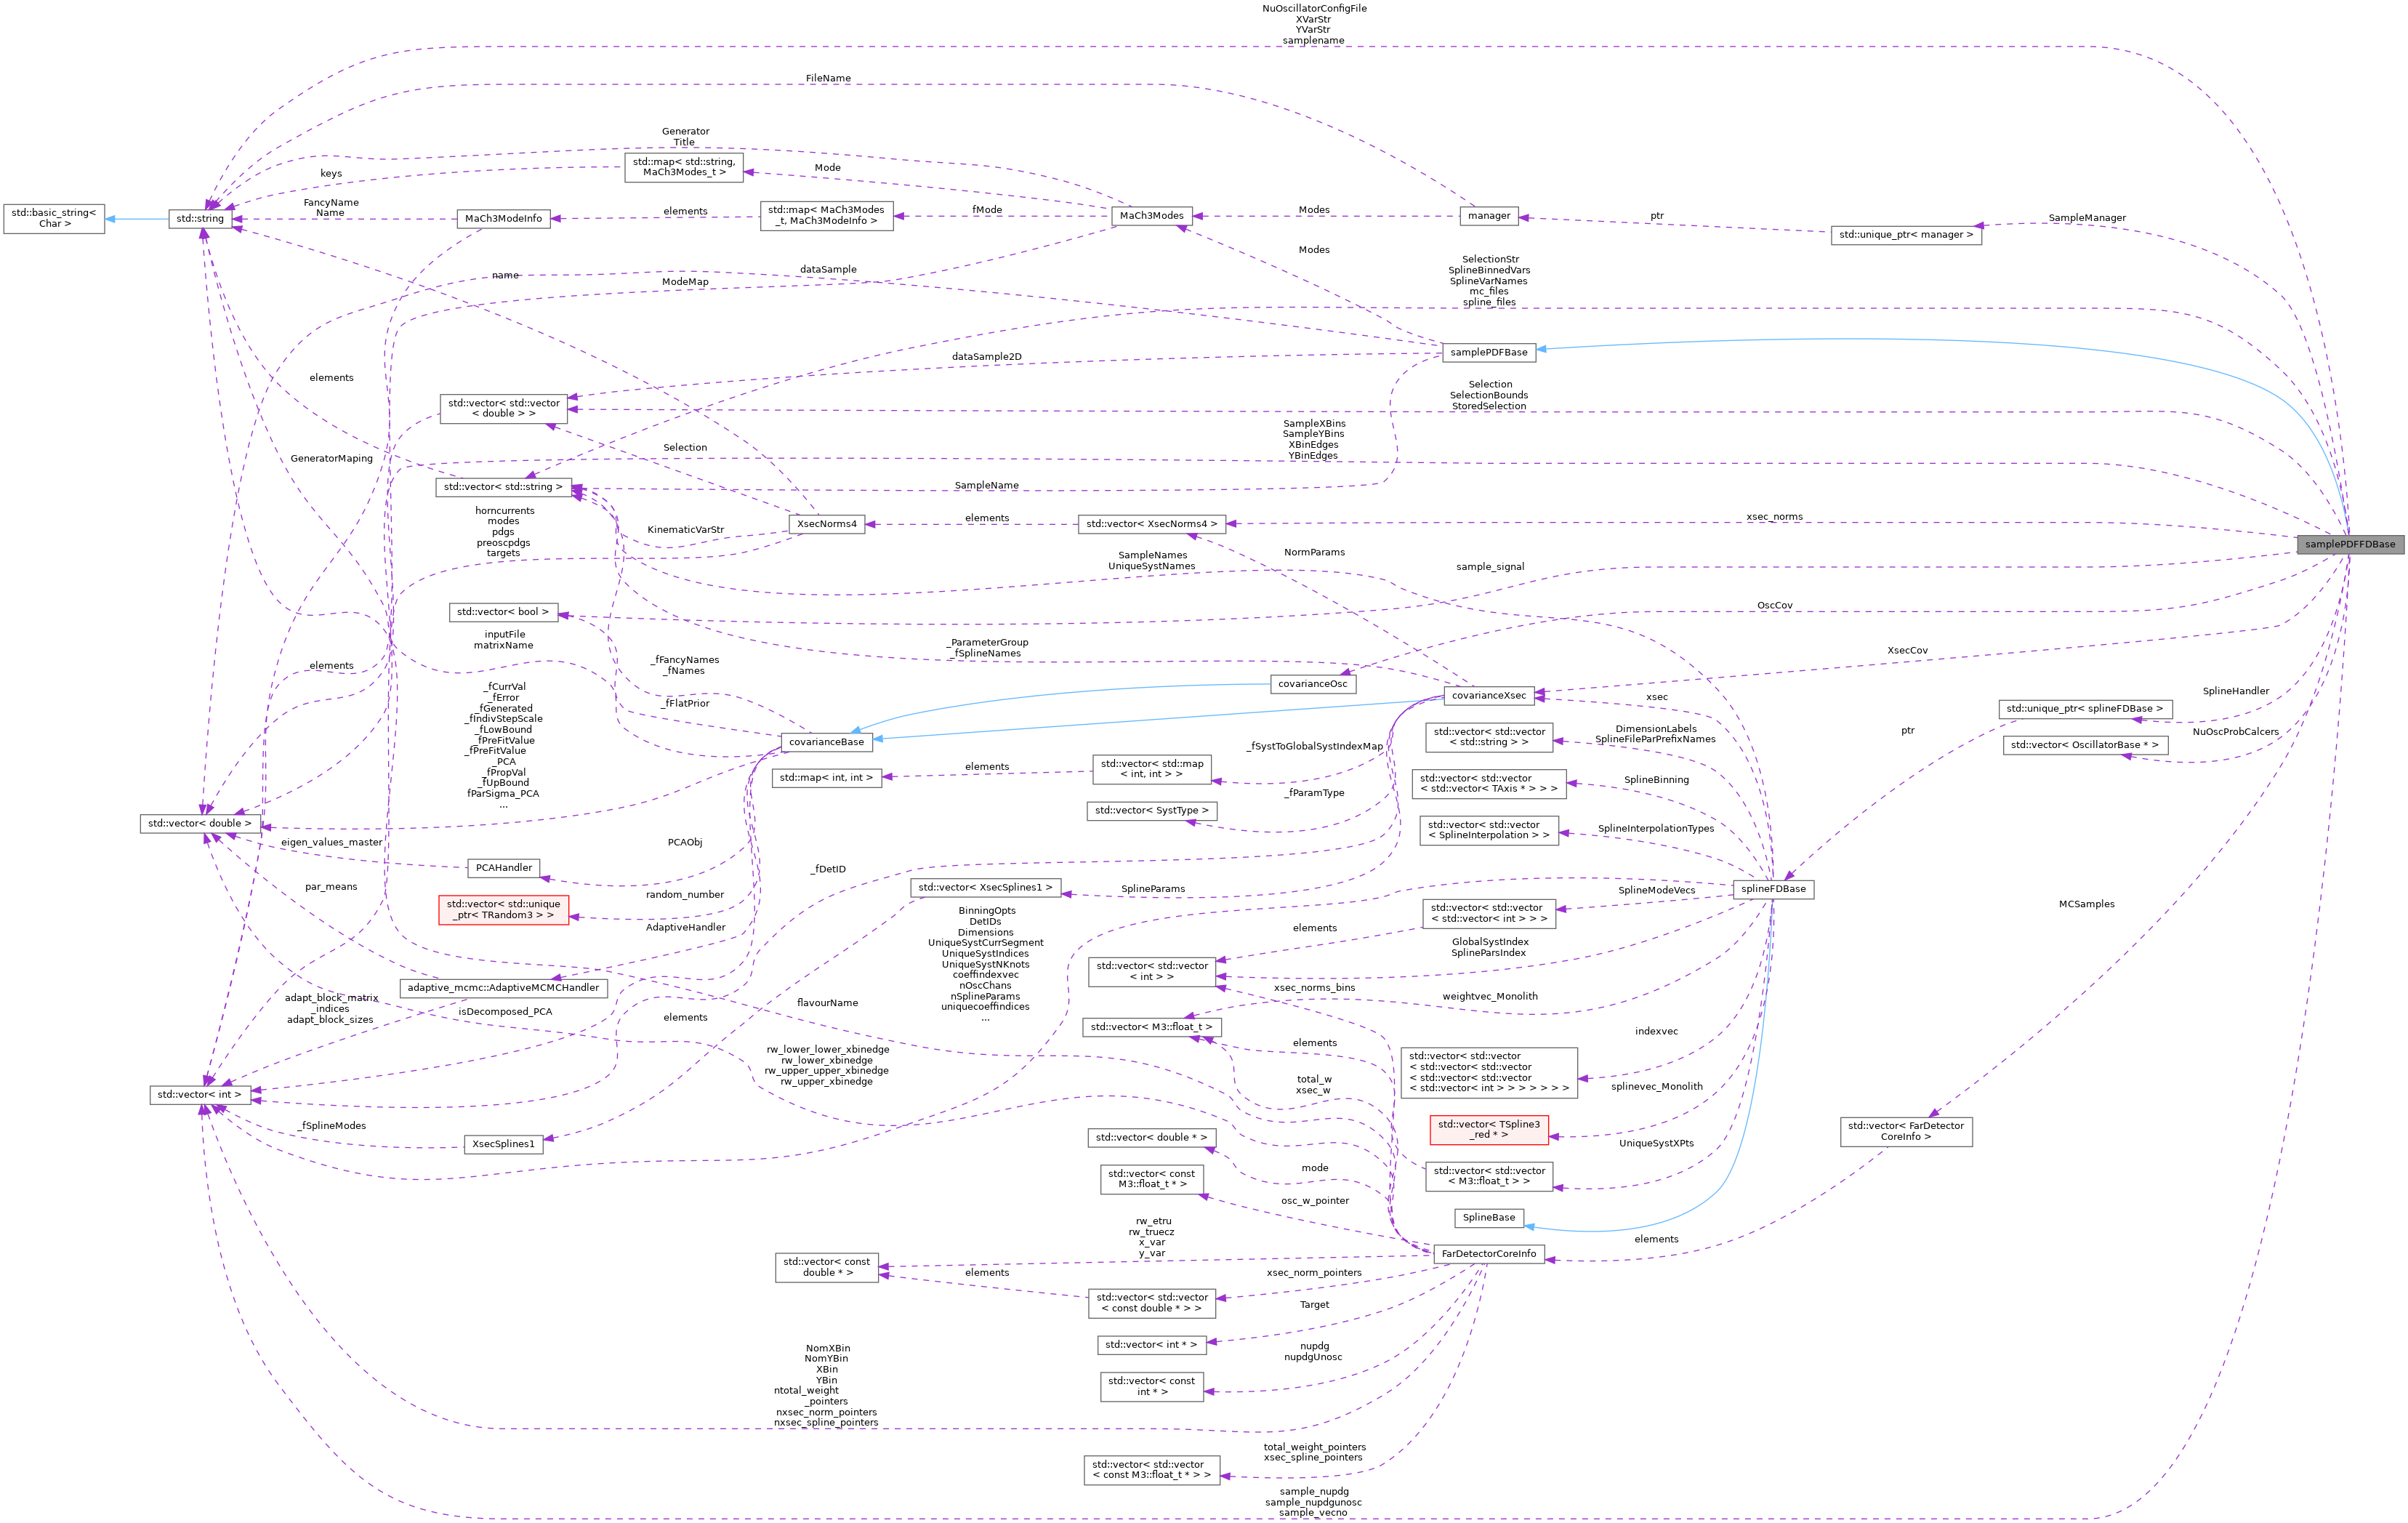 NuOscillatorConfigFile
XVarStr
YVarStr
samplename
FileName
Generator
Title
std::map< std::string,
MaCh3Modes_t >
Mode
keys
std::basic_string<
Char >
std::string
FancyName
Name
MaCh3ModeInfo
elements
std::map< MaCh3Modes
_t, MaCh3ModeInfo >
fMode
MaCh3Modes
Modes
manager
ptr
std::unique_ptr< manager >
SampleManager
name
dataSample
ModeMap
Modes
SelectionStr
SplineBinnedVars
SplineVarNames
mc_files
spline_files
samplePDFBase
dataSample2D
elements
std::vector< std::vector
< double > >
Selection
SelectionBounds
StoredSelection
GeneratorMaping
Selection
SampleXBins
SampleYBins
XBinEdges
YBinEdges
std::vector< std::string >
SampleName
horncurrents
modes
pdgs
preoscpdgs
targets
KinematicVarStr
XsecNorms4
elements
std::vector< XsecNorms4 >
xsec_norms
samplePDFFDBase
SampleNames
UniqueSystNames
NormParams
sample_signal
std::vector< bool >
OscCov
inputFile
matrixName
_fFancyNames
_fNames
_ParameterGroup
_fSplineNames
XsecCov
elements
covarianceOsc
covarianceXsec
xsec
SplineHandler
_fCurrVal
_fError
_fGenerated
_fIndivStepScale
_fLowBound
_fPreFitValue
_fPreFitValue
_PCA
_fPropVal
_fUpBound
fParSigma_PCA
...
_fFlatPrior
covarianceBase
std::unique_ptr< splineFDBase >
std::vector< std::vector
< std::string > >
DimensionLabels
SplineFileParPrefixNames
ptr
NuOscProbCalcers
std::vector< OscillatorBase * >
_fSystToGlobalSystIndexMap
std::map< int, int >
elements
std::vector< std::map
< int, int > >
std::vector< std::vector
< std::vector< TAxis * > > >
SplineBinning
_fParamType
std::vector< SystType >
std::vector< double >
std::vector< std::vector
< SplineInterpolation > >
SplineInterpolationTypes
eigen_values_master
PCAHandler
PCAObj
_fDetID
par_means
std::vector< std::unique
_ptr< TRandom3 > >
random_number
std::vector< XsecSplines1 >
SplineParams
splineFDBase
SplineModeVecs
MCSamples
AdaptiveHandler
BinningOpts
DetIDs
Dimensions
UniqueSystCurrSegment
UniqueSystIndices
UniqueSystNKnots
coeffindexvec
nOscChans
nSplineParams
uniquecoeffindices
...
elements
std::vector< std::vector
< std::vector< int > > >
GlobalSystIndex
SplineParsIndex
std::vector< std::vector
< int > >
adaptive_mcmc::AdaptiveMCMCHandler
adapt_block_matrix
_indices
adapt_block_sizes
isDecomposed_PCA
elements
flavourName
xsec_norms_bins
weightvec_Monolith
std::vector< M3::float_t >
elements
indexvec
rw_lower_lower_xbinedge
rw_lower_xbinedge
rw_upper_upper_xbinedge
rw_upper_xbinedge
std::vector< std::vector
< std::vector< std::vector
< std::vector< std::vector
< std::vector< int > > > > > > >
total_w
xsec_w
splinevec_Monolith
std::vector< int >
_fSplineModes
XsecSplines1
std::vector< double * >
std::vector< TSpline3
_red * >
UniqueSystXPts
std::vector< FarDetector
CoreInfo >
mode
std::vector< const
M3::float_t * >
std::vector< std::vector
< M3::float_t > >
osc_w_pointer
SplineBase
rw_etru
rw_truecz
x_var
y_var
elements
FarDetectorCoreInfo
std::vector< const
double * >
elements
xsec_norm_pointers
std::vector< std::vector
< const double * > >
Target
std::vector< int * >
nupdg
nupdgUnosc
NomXBin
NomYBin
XBin
YBin
ntotal_weight
_pointers
nxsec_norm_pointers
nxsec_spline_pointers
std::vector< const
int * >
total_weight_pointers
xsec_spline_pointers
std::vector< std::vector
< const M3::float_t * > >
sample_nupdg
sample_nupdgunosc
sample_vecno